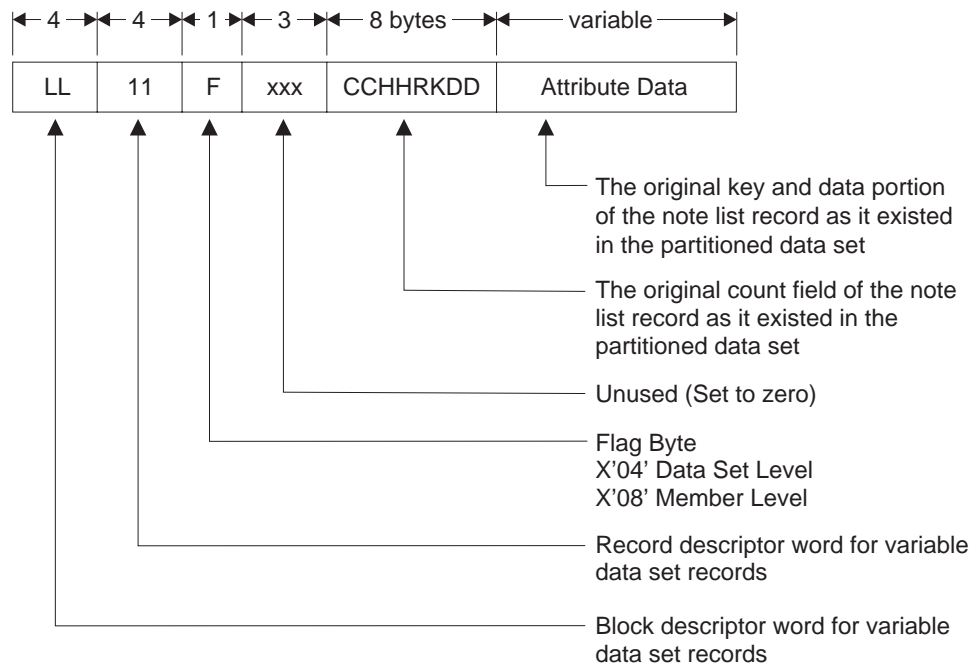 4 4 1 3 8 bytes variable
LL 11 F xxx CCHHRKDD Attribute Data
The original key and data portion
of the note list record as it existed
in the partitioned data set
The original count field of the note
list record as it existed in the
partitioned data set
Unused (Set to zero)
Flag Byte
X'04' Data Set Level
X'08' Member Level
Record descriptor word for variable
data set records
Block descriptor word for variable
data set records